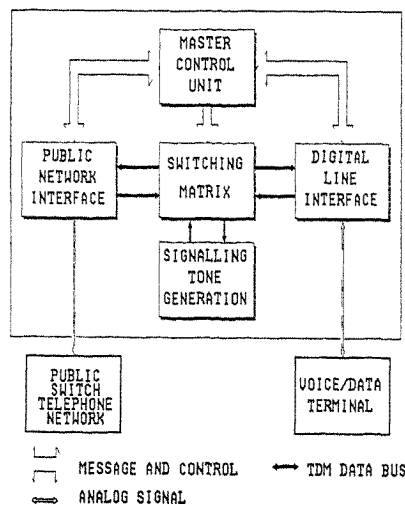 MASTER
CONTROL
UNIT
PUBLIC
NETWORK
INTERFACE
SWITCHING
MATRIX
DIGITAL
LINE
INTERFACE
SIGNALLING
TONE
GENERATION
PUBLIC
SWITCH
TELEPHONE
NETWORK
VOICE/DATA
TERMINAL
MESSAGE AND CONTROL
TDM DATA BUS
ANALOG SIGNAL